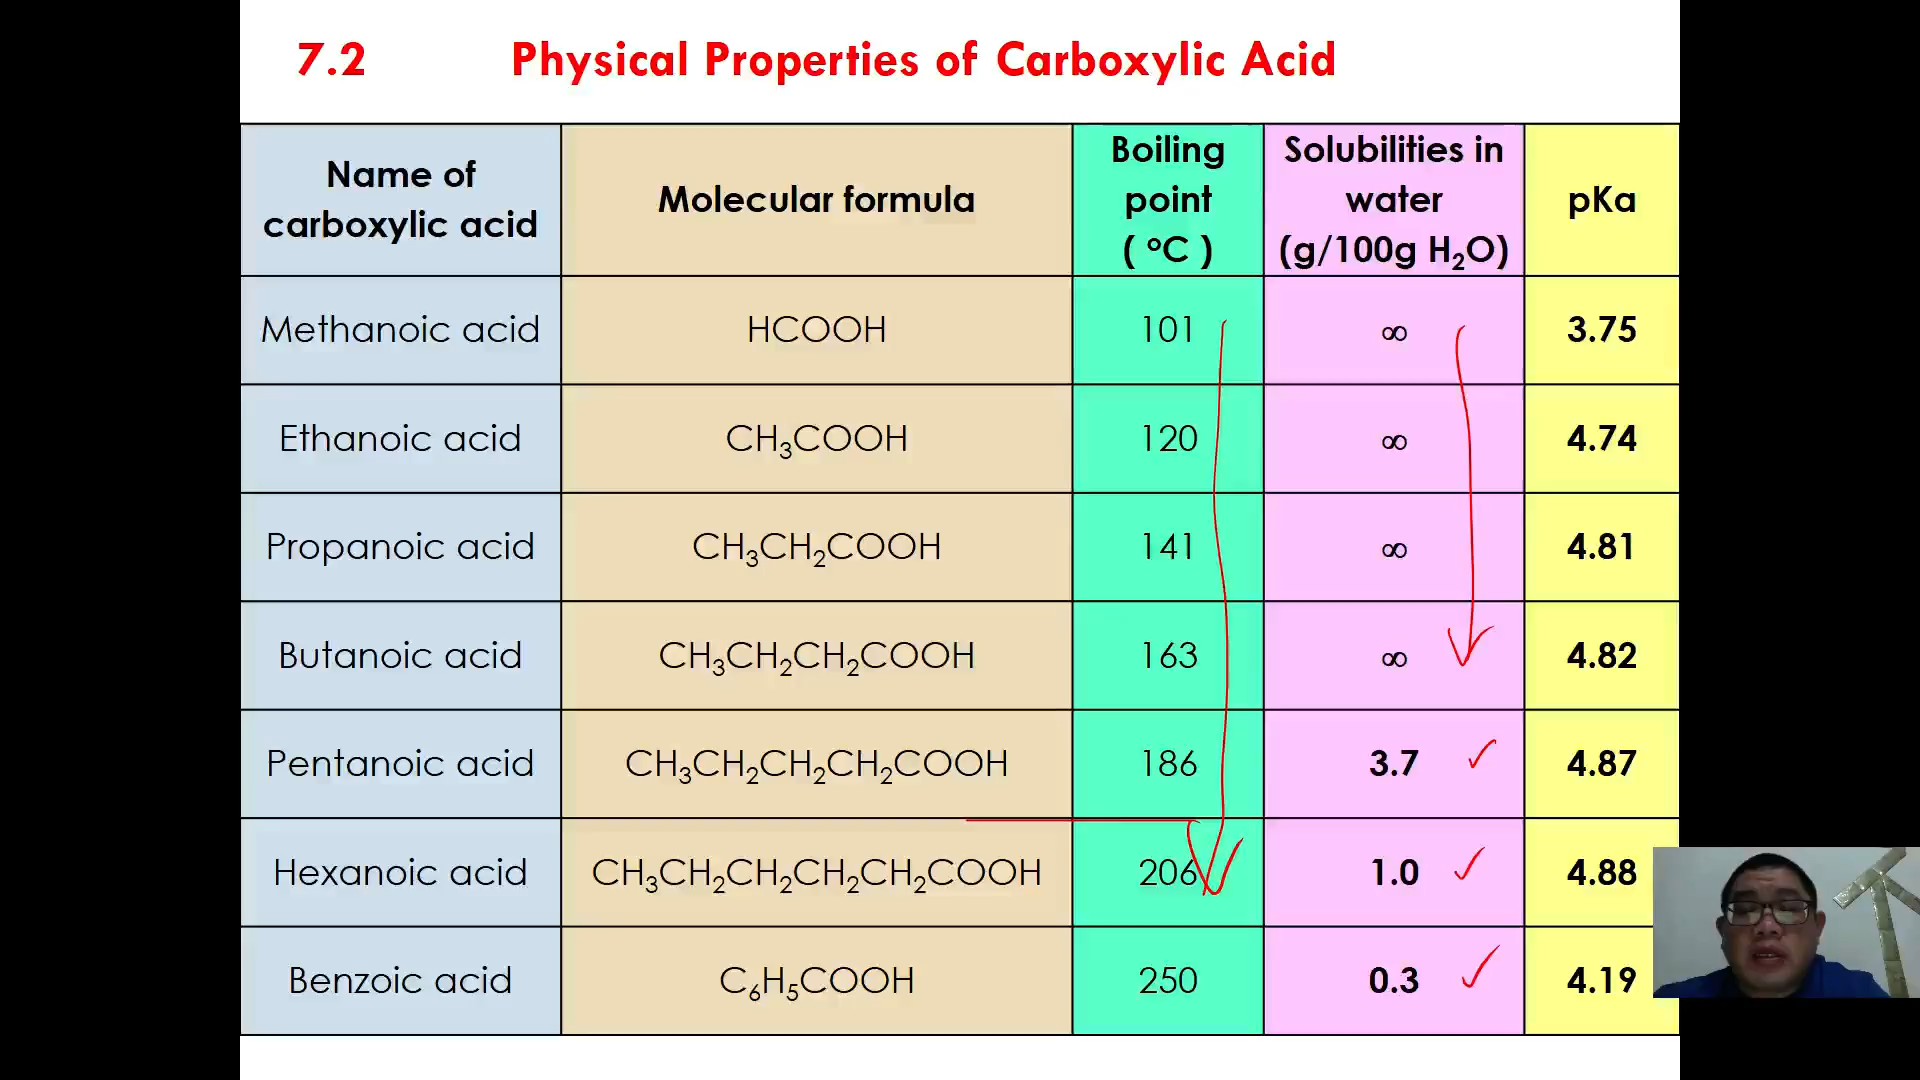 7.2 Physical Properties of Carboxylic Acid
Name of carboxylic acid Molecular formula Boiling point ( °C ) Solubilities in water (g/100g H₂O) pKa
Methanoic acid HCOOH 101 ∞ 3.75
Ethanoic acid CH₃COOH 120 ∞ 4.74
Propanoic acid CH₃CH₂COOH 141 ∞ 4.81
Butanoic acid CH₃CH₂CH₂COOH 163 ∞ 4.82
Pentanoic acid CH₃CH₂CH₂CH₂COOH 186 3.7 4.87
Hexanoic acid CH₃CH₂CH₂CH₂CH₂COOH 206 1.0 4.88
Benzoic acid C₆H₅COOH 250 0.3 4.19